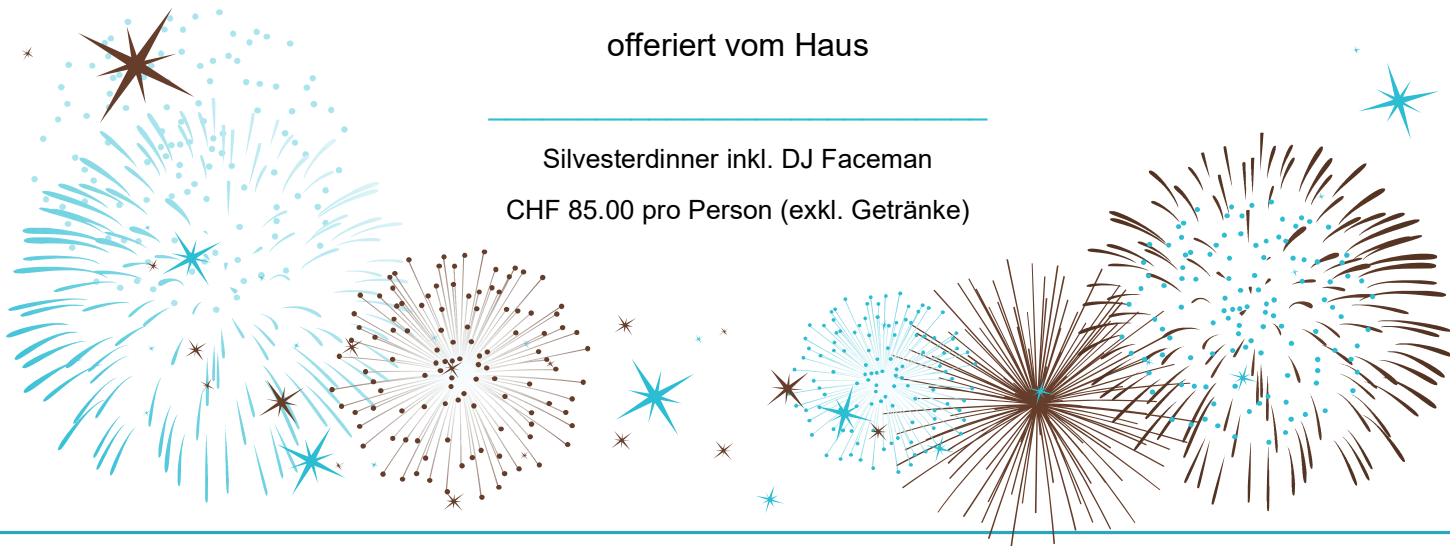 offeriert vom Haus
Silvesterdinner inkl. DJ Faceman
CHF 85.00 pro Person (exkl. Getränke)